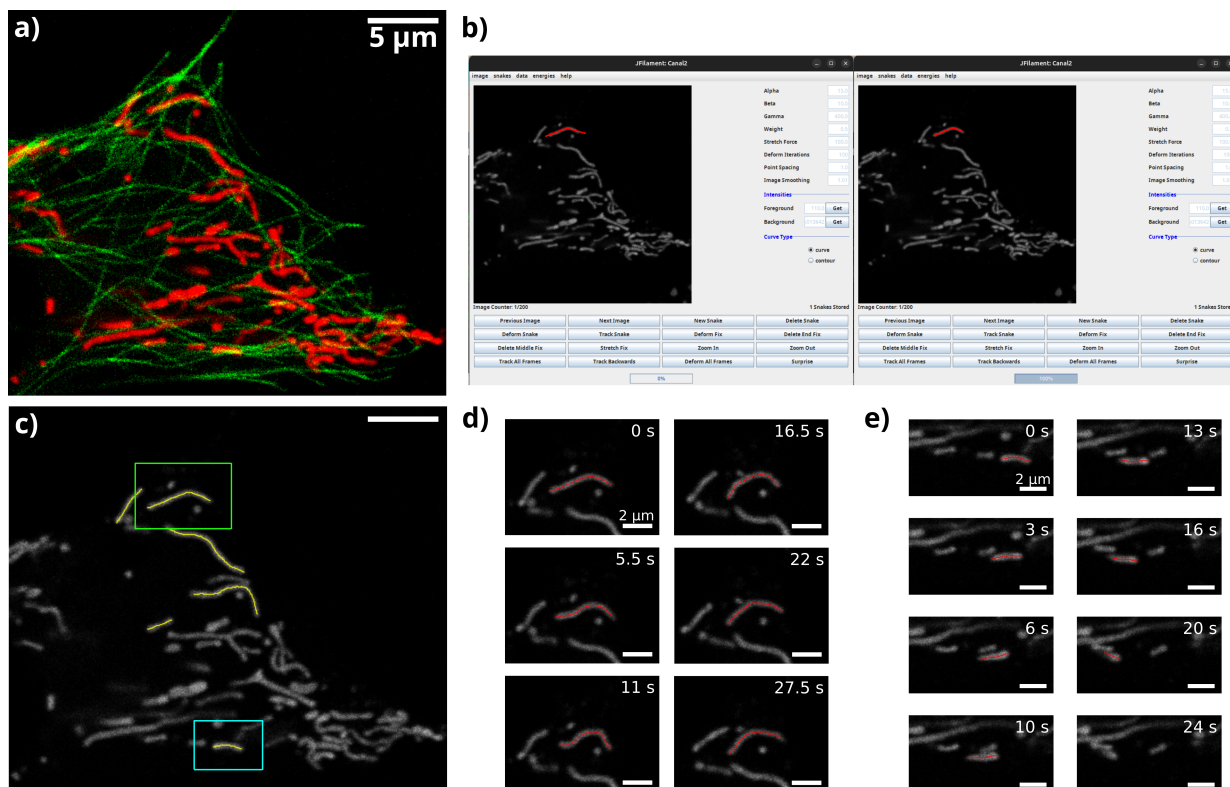 a)
5 µm
b)
JFilament: Canal2
image snakes data energies help
Alpha
Beta
Gamma
Weight
Stretch Force
Deform Iterations
Point Spacing
Image Smoothing
Intensities
Foreground Get
Background Get
Curve Type
curve
contour
Image Counter: 1/200 1 Snakes Stored
Previous Image Next Image New Snake Delete Snake
Deform Snake Track Snake Deform Fix Delete End Fix
Delete Middle Fix Stretch Fix Zoom In Zoom Out
Track All Frames Track Backwards Deform All Frames Surprise
0%
JFilament: Canal2
image snakes data energies help
Alpha
Beta
Gamma
Weight
Stretch Force
Deform Iterations
Point Spacing
Image Smoothing
Intensities
Foreground Get
Background Get
Curve Type
curve
contour
Image Counter: 1/200 1 Snakes Stored
Previous Image Next Image New Snake Delete Snake
Deform Snake Track Snake Deform Fix Delete End Fix
Delete Middle Fix Stretch Fix Zoom In Zoom Out
Track All Frames Track Backwards Deform All Frames Surprise
100%
c)
d)
0 s
2 µm
16.5 s
5.5 s
22 s
11 s
27.5 s
e)
0 s
2 µm
13 s
3 s
16 s
6 s
20 s
10 s
24 s